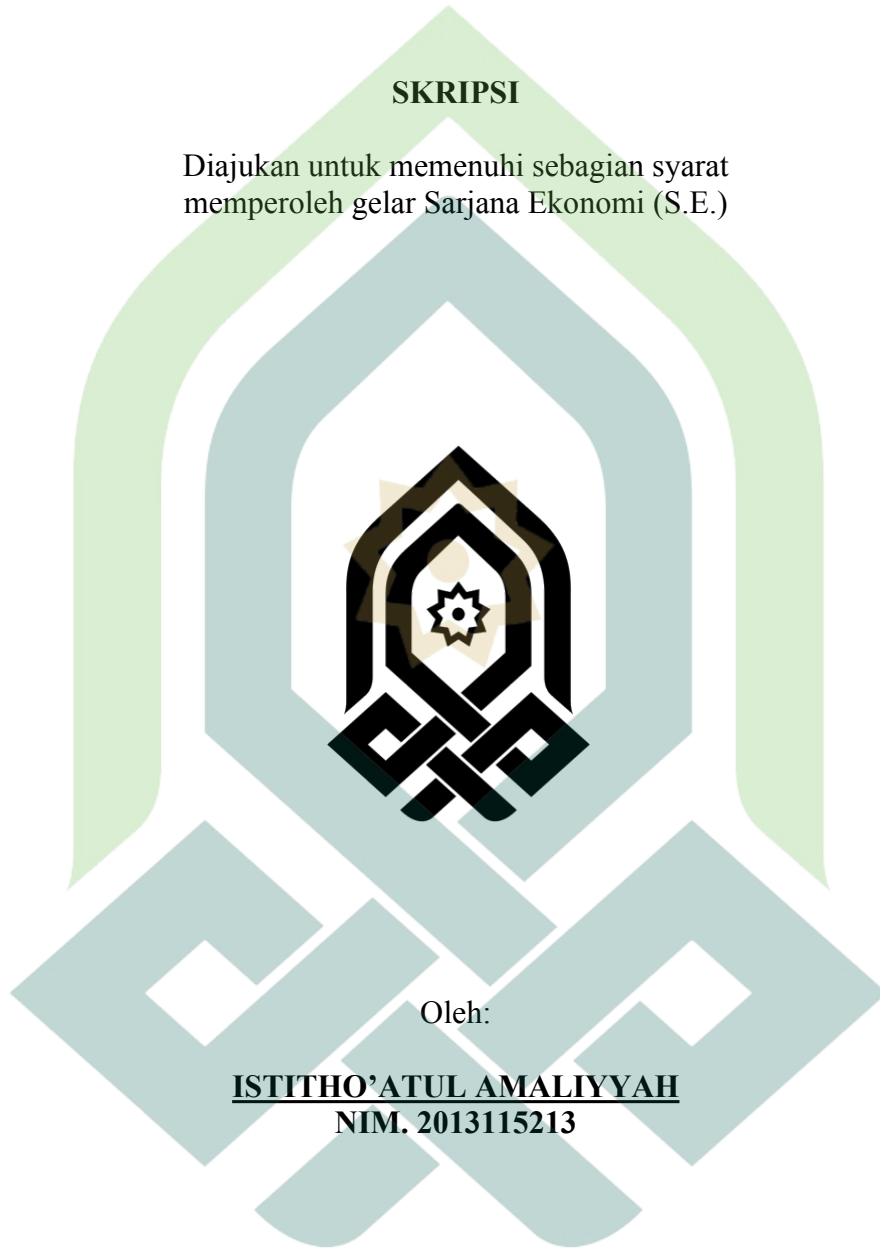 SKRIPSI
Diajukan untuk memenuhi sebagian syarat
memperoleh gelar Sarjana Ekonomi (S.E.)
Oleh:
ISTITHO’ATUL AMALIYYAH
NIM. 2013115213